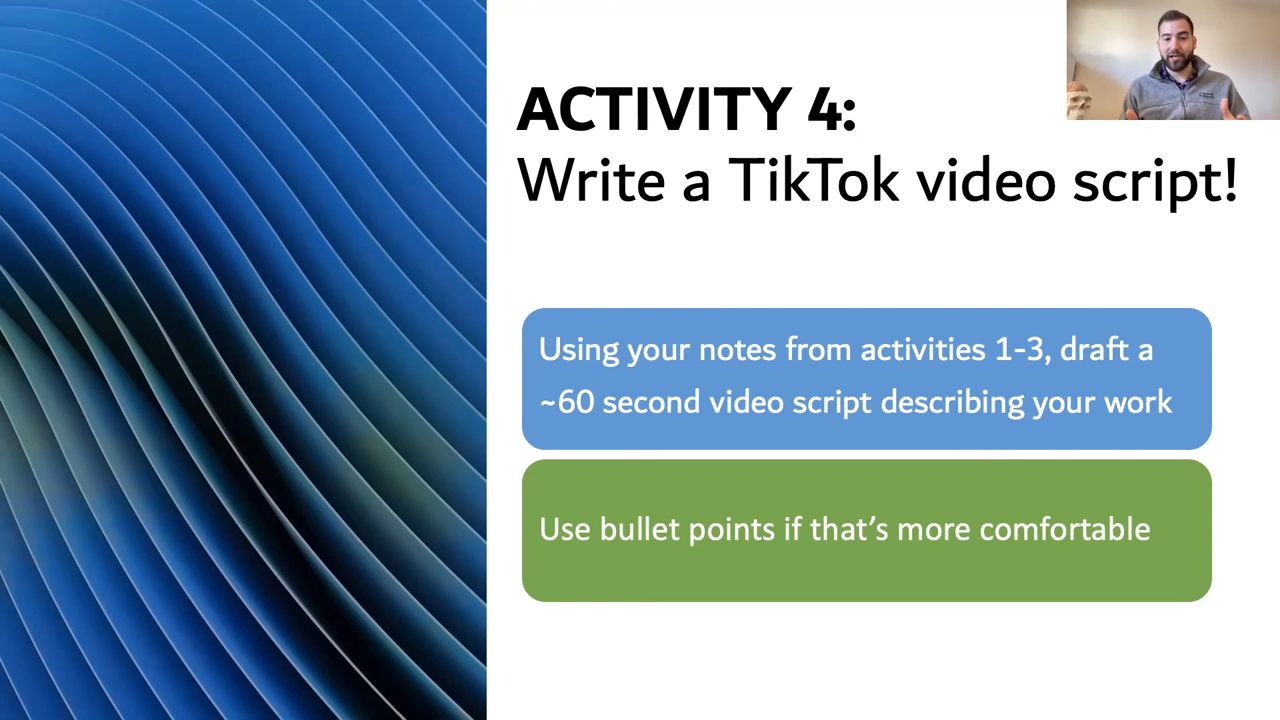 ACTIVITY 4:
Write a TikTok video script!
Using your notes from activities 1-3, draft a
~60 second video script describing your work
Use bullet points if that's more comfortable